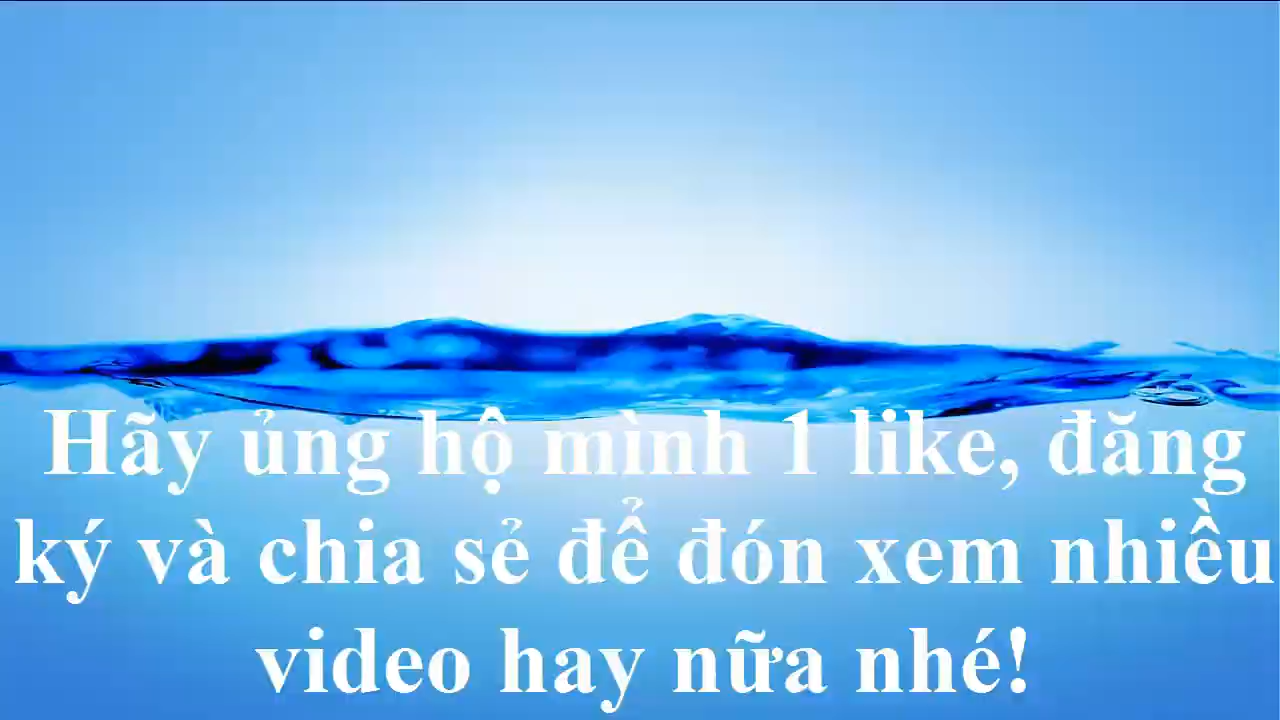 Hãy ủng hộ mình 1 like, đăng
ký và chia sẻ để đón xem nhiều
video hay nữa nhé!